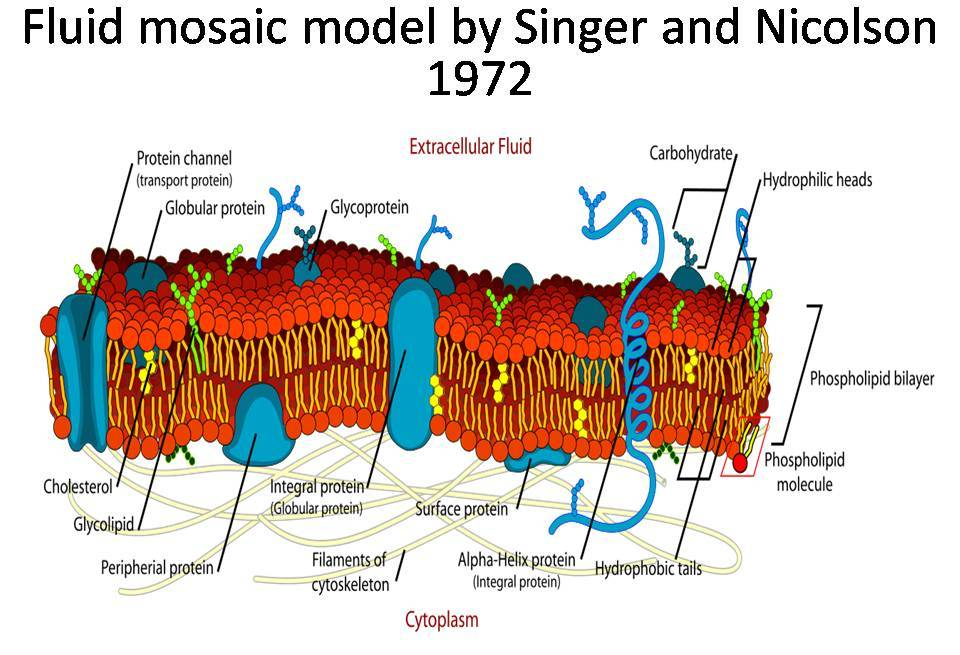 Fluid mosaic model by Singer and Nicolson
1972
Extracellular Fluid
Carbohydrate
Protein channel
(transport protein)
Hydrophilic heads
Globular protein
Glycoprotein
Phospholipid bilayer
Phospholipid
molecule
Cholesterol
Integral protein
(Globular protein)
Surface protein
Glycolipid
Peripherial protein
Filaments of
cytoskeleton
Alpha-Helix protein
(Integral protein)
Hydrophobic tails
Cytoplasm